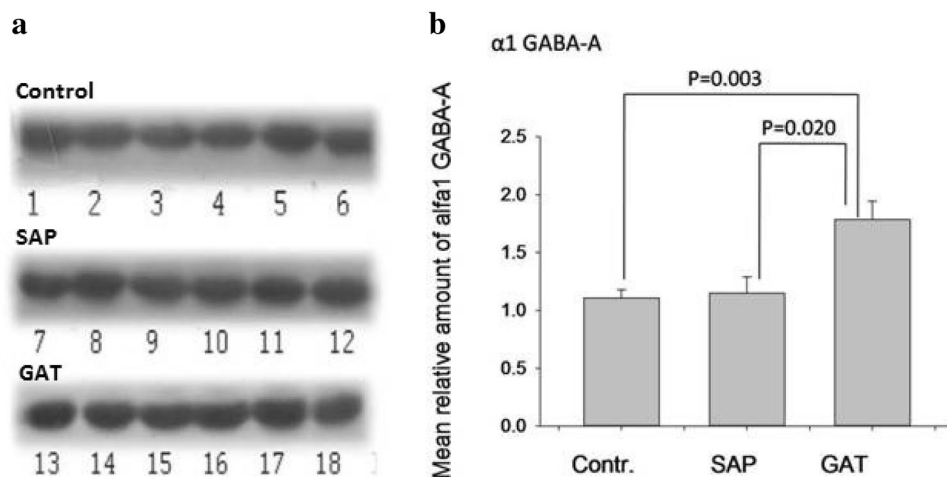 a
Control
1 2 3 4 5 6
SAP
7 8 9 10 11 12
GAT
13 14 15 16 17 18
b
α1 GABA-A
P=0.003
P=0.020
Mean relative amount of alfa1 GABA-A
2.5
2.0
1.5
1.0
0.5
0.0
Contr. SAP GAT